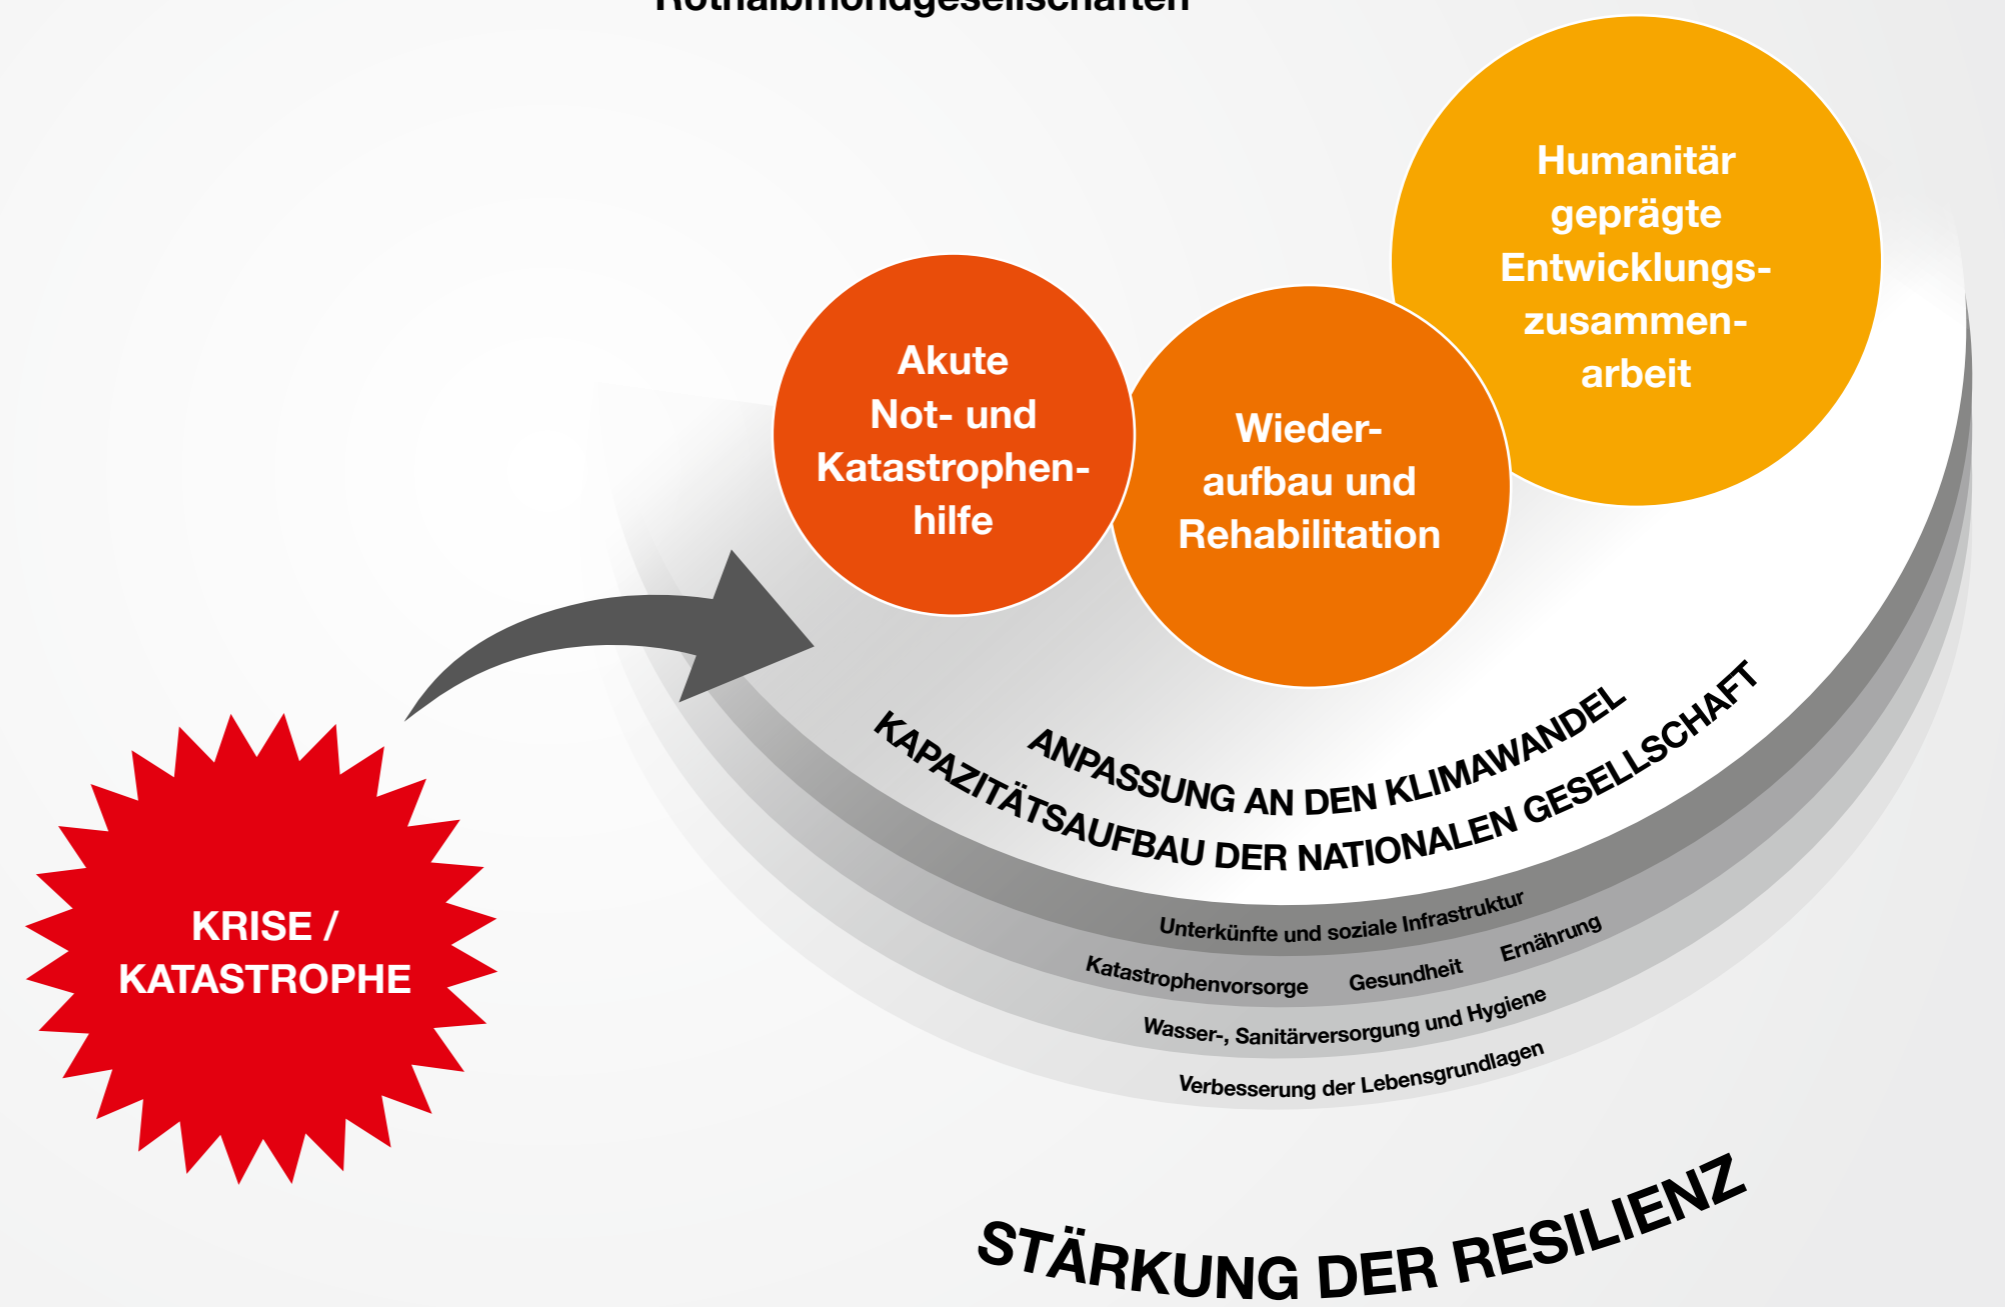 Rothalbmondgesellschaften
Humanitär
geprägte
Entwicklungs-
zusammen-
arbeit
Akute
Not- und
Katastrophen-
hilfe
Wieder-
aufbau und
Rehabilitation
ANPASSUNG AN DEN KLIMAWANDEL
KAPAZITÄTSAUFBAU DER NATIONALEN GESELLSCHAFT
KRISE /
KATASTROPHE
Unterkünfte und soziale Infrastruktur
Katastrophenvorsorge Gesundheit Ernährung
Wasser-, Sanitärversorgung und Hygiene
Verbesserung der Lebensgrundlagen
STÄRKUNG DER RESILIENZ